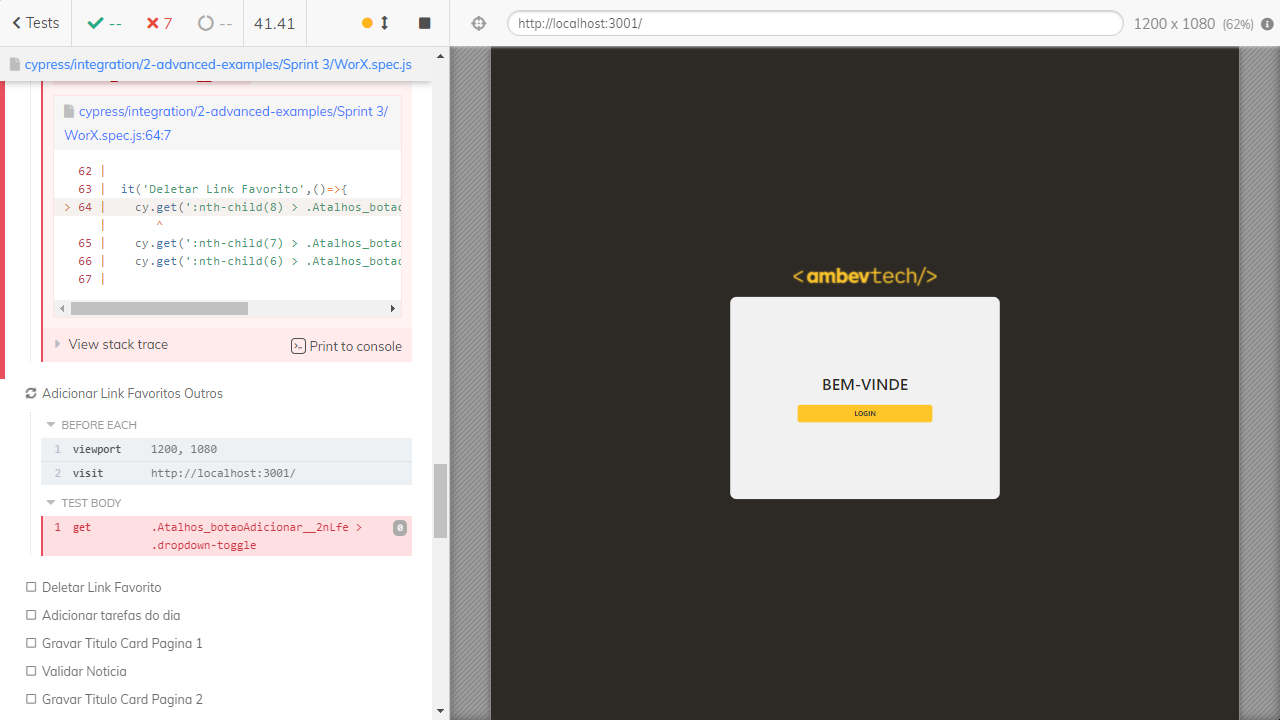 Tests
--
7
--
41.41
http://localhost:3001/
1200 x 1080 (62%)
cypress/integration/2-advanced-examples/Sprint 3/WorX.spec.js
cypress/integration/2-advanced-examples/Sprint 3/
WorX.spec.js:64:7
62 |
63 | it('Deletar Link Favorito',()=>{
> 64 | cy.get(':nth-child(8) > .Atalhos_botao
| ^
65 | cy.get(':nth-child(7) > .Atalhos_botao
66 | cy.get(':nth-child(6) > .Atalhos_botao
67 |
View stack trace
Print to console
Adicionar Link Favoritos Outros
BEFORE EACH
1 viewport 1200, 1080
2 visit http://localhost:3001/
TEST BODY
1 get .Atalhos_botaoAdicionar__2nLfe > 0
.dropdown-toggle
Deletar Link Favorito
Adicionar tarefas do dia
Gravar Titulo Card Pagina 1
Validar Noticia
Gravar Titulo Card Pagina 2
<ambevtech/>
BEM-VINDE
LOGIN